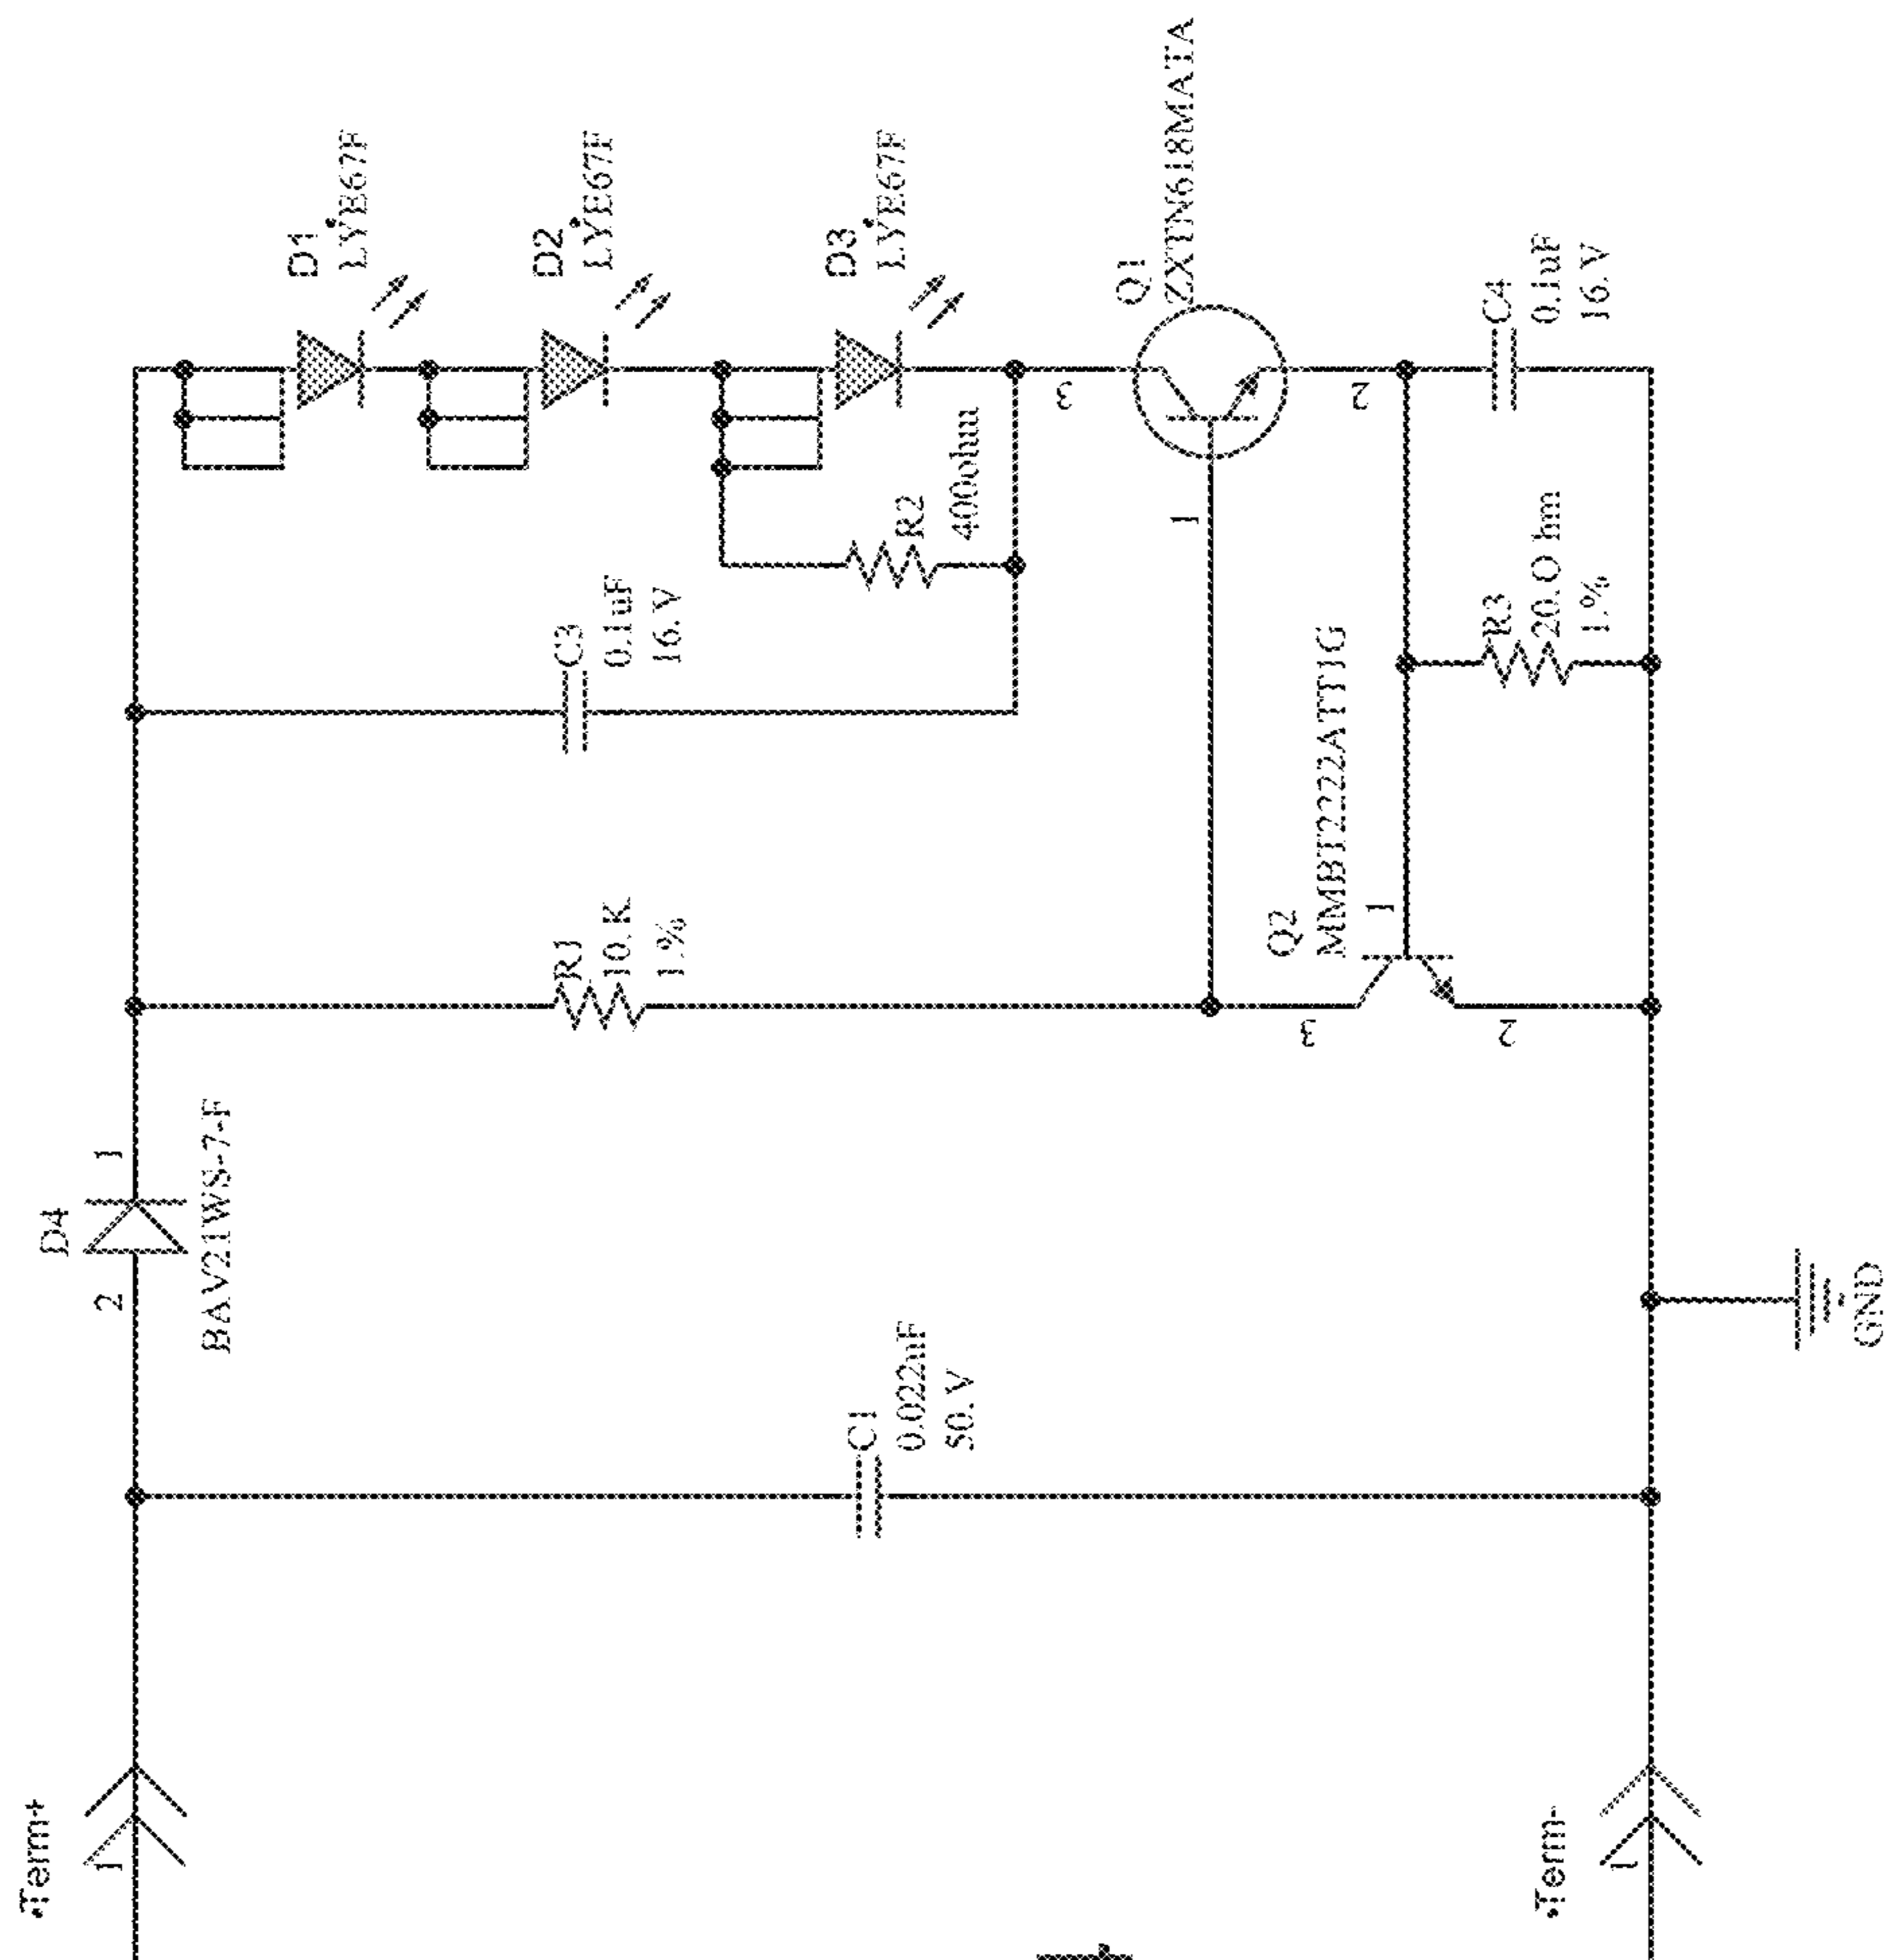 Term+
1
Term-
1
C1
0.022uF
50.V
GND
D4
2
1
BAV21WS-7-F
R1
10.K
1.%
Q2
MMBT2222ATT1G
3
1
2
C3
0.1uF
16.V
R2
400ohm
R3
20.O hm
1.%
D1
LYE67F
D2
LYE67F
D3
LYE67F
Q1
ZXTN618MATA
3
1
2
C4
0.1uF
16.V